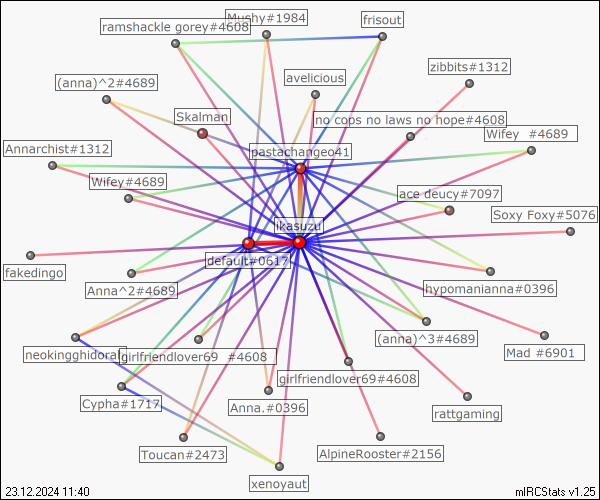 Mushy#1984
ramshackle gorey#4608
frisout
zibbits#1312
avelicious
(anna)^2#4689
Skalman
no cops no laws no hope#4608
Wifey #4689
Annarchist#1312
pastachangeo41
Wifey#4689
ace deucy#7097
Soxy Foxy#5076
ikasuzu
default#0617
fakedingo
Anna^2#4689
hypomanianna#0396
(anna)^3#4689
neokingghidorah
girlfriendlover69 #4608
Mad #6901
girlfriendlover69#4608
Cypha#1717
Anna.#0396
rattgaming
Toucan#2473
AlpineRooster#2156
xenoyaut
23.12.2024 11:40
mIRCStats v1.25